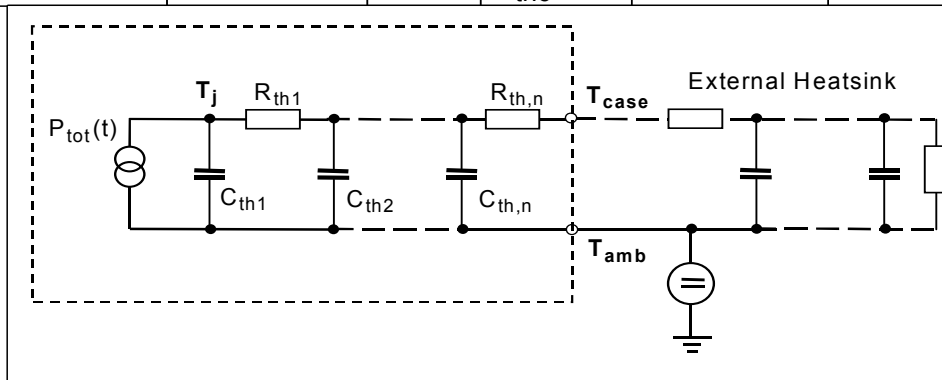 External Heatsink
T_j
R_th1
R_th,n
T_case
P_tot(t)
C_th1
C_th2
C_th,n
T_amb